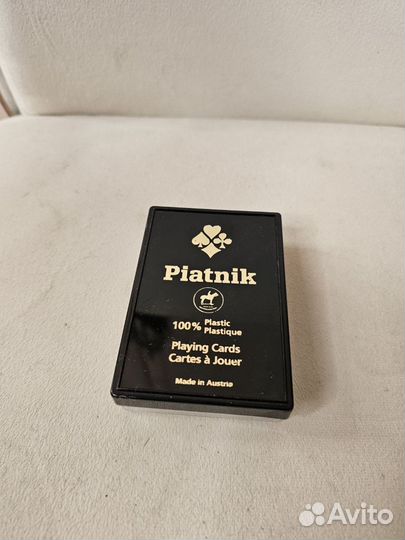 Piatnik
100% Plastic
Plastique
Playing Cards
Cartes à Jouer
Made in Austria
Avito